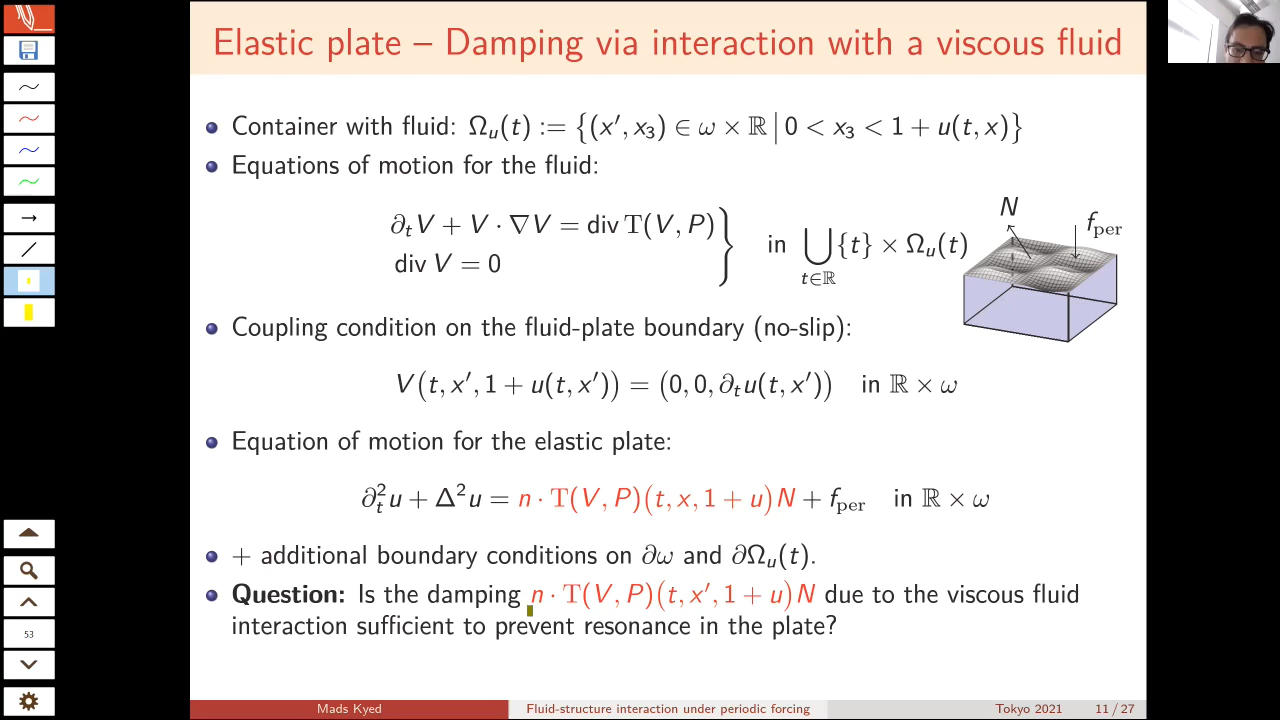 Elastic plate – Damping via interaction with a viscous fluid
Container with fluid: Ω_u(t) := {(x′, x₃) ∈ ω × ℝ | 0 < x₃ < 1 + u(t, x)}
Equations of motion for the fluid:
∂_t V + V · ∇V = div T(V, P)
div V = 0
in ⋃_{t∈ℝ} {t} × Ω_u(t)
N
f_per
Coupling condition on the fluid-plate boundary (no-slip):
V(t, x′, 1 + u(t, x′)) = (0, 0, ∂_t u(t, x′)) in ℝ × ω
Equation of motion for the elastic plate:
∂_t² u + Δ² u = n · T(V, P)(t, x, 1 + u)N + f_per in ℝ × ω
+ additional boundary conditions on ∂ω and ∂Ω_u(t).
Question: Is the damping n · T(V, P)(t, x′, 1 + u)N due to the viscous fluid
interaction sufficient to prevent resonance in the plate?
53
Mads Kyed Fluid-structure interaction under periodic forcing Tokyo 2021 11 / 27